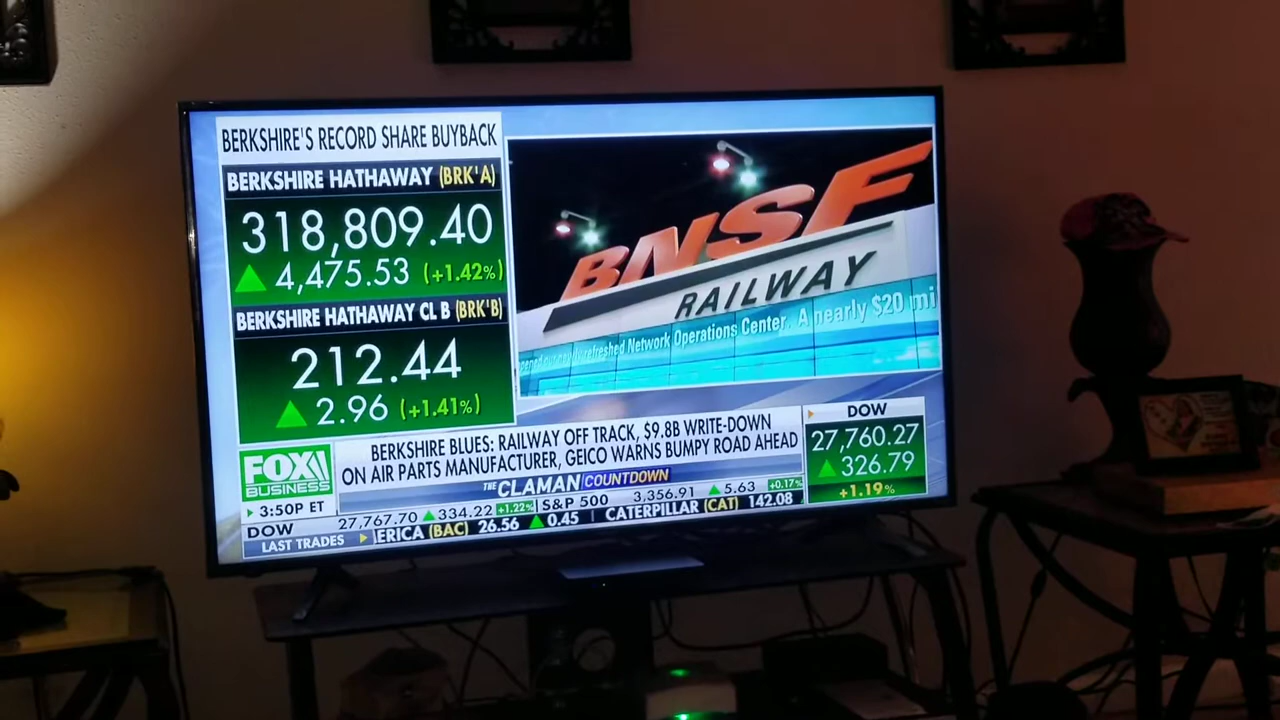 BERKSHIRE'S RECORD SHARE BUYBACK
BERKSHIRE HATHAWAY (BRK'A)
318,809.40
4,475.53 (+1.42%)
BERKSHIRE HATHAWAY CL B (BRK'B)
212.44
2.96 (+1.41%)
BNSF
RAILWAY
refreshed Network Operations Center. A nearly $20 mi
BERKSHIRE BLUES: RAILWAY OFF TRACK, $9.8B WRITE-DOWN
ON AIR PARTS MANUFACTURER, GEICO WARNS BUMPY ROAD AHEAD
THE CLAMAN COUNTDOWN
FOX
BUSINESS
3:50P ET
DOW
27,760.27
326.79
+1.19%
DOW 27,767.70 334.22 +1.22% S&P 500 3,356.91 5.63 +0.17%
LAST TRADES ERICA (BAC) 26.56 0.45 CATERPILLAR (CAT) 142.08